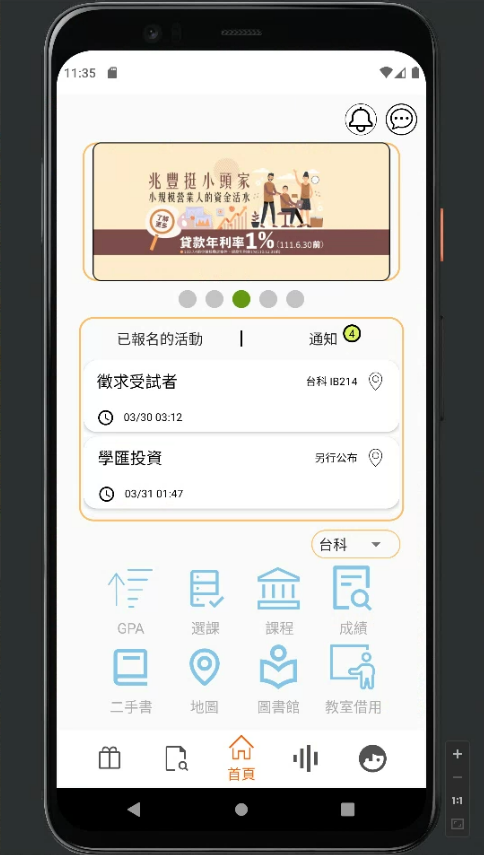 11:35
兆豐挺小頭家
小規模營業人的資金活水
了解
更多
貸款年利率1%(111.6.30前)
已報名的活動
通知 4
徵求受試者
台科 IB214
03/30 03:12
學匯投資
另行公布
03/31 01:47
台科
GPA 選課 課程 成績
二手書 地圖 圖書館 教室借用
首頁
1:1